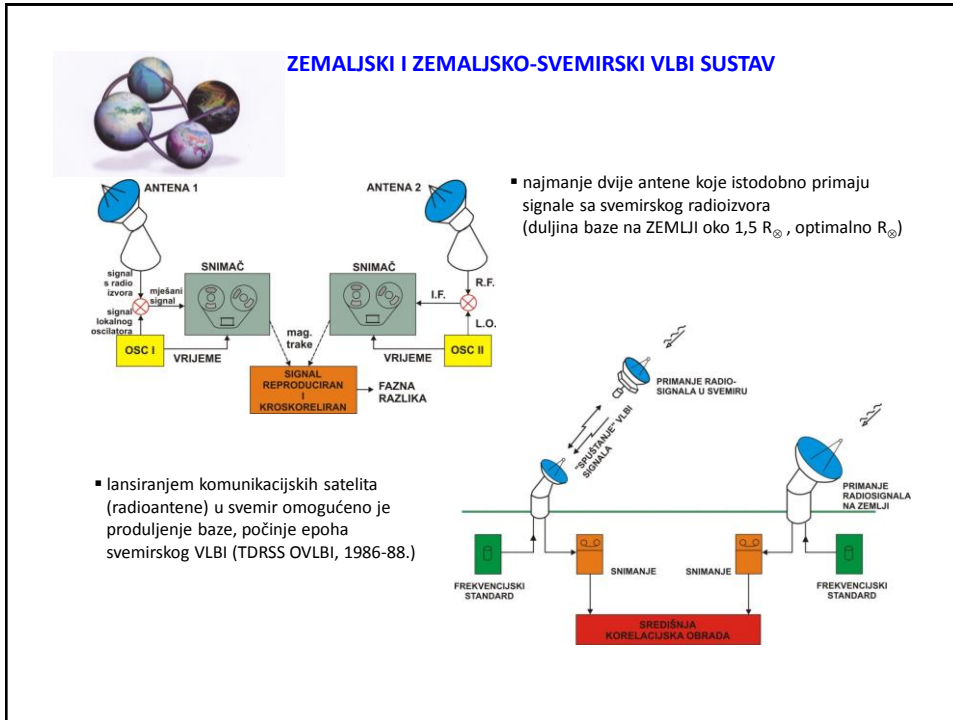 ZEMALJSKI I ZEMALJSKO-SVEMIRSKI VLBI SUSTAV
▪ najmanje dvije antene koje istodobno primaju
signale sa svemirskog radioizvora
(duljina baze na ZEMLJI oko 1,5 R⊗ , optimalno R⊗)
ANTENA 1
ANTENA 2
SNIMAČ
SNIMAČ
signal
s radio
izvora
mješani
signal
signal
lokalnog
oscilatora
R.F.
I.F.
L.O.
OSC I
VRIJEME
mag.
trake
VRIJEME
OSC II
SIGNAL
REPRODUCIRAN
I
KROSKORELIRAN
FAZNA
RAZLIKA
PRIMANJE RADIO-
SIGNALA U SVEMIRU
"SPUŠTANJE" VLBI
SIGNALA
PRIMANJE
RADIOSIGNALA
NA ZEMLJI
▪ lansiranjem komunikacijskih satelita
(radioantene) u svemir omogućeno je
produljenje baze, počinje epoha
svemirskog VLBI (TDRSS OVLBI, 1986-88.)
FREKVENCIJSKI
STANDARD
SNIMANJE
SNIMANJE
FREKVENCIJSKI
STANDARD
SREDIŠNJA
KORELACIJSKA OBRADA